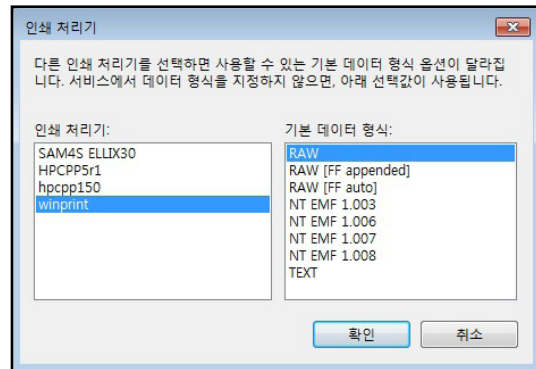 인쇄 처리기
다른 인쇄 처리기를 선택하면 사용할 수 있는 기본 데이터 형식 옵션이 달라집
니다. 서비스에서 데이터 형식을 지정하지 않으면, 아래 선택값이 사용됩니다.
인쇄 처리기:
SAM4S ELLIX30
HPCPP5r1
hpcpp150
winprint
기본 데이터 형식:
RAW
RAW [FF appended]
RAW [FF auto]
NT EMF 1.003
NT EMF 1.006
NT EMF 1.007
NT EMF 1.008
TEXT
확인
취소